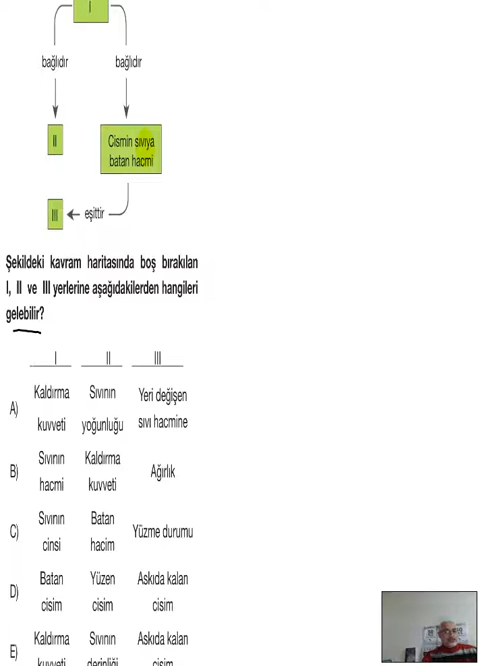 I
bağlıdır bağlıdır
II
Cismin sıvıya
batan hacmi
III eşittir
Şekildeki kavram haritasında boş bırakılan
I, II ve III yerlerine aşağıdakilerden hangileri
gelebilir?
I II III
A) Kaldırma Sıvının Yeri değişen
kuvveti yoğunluğu sıvı hacmine
B) Sıvının Kaldırma Ağırlık
hacmi kuvveti
C) Sıvının Batan Yüzme durumu
cinsi hacim
D) Batan Yüzen Askıda kalan
cisim cisim cisim
E) Kaldırma Sıvının Askıda kalan
kuvveti derinliği cisim